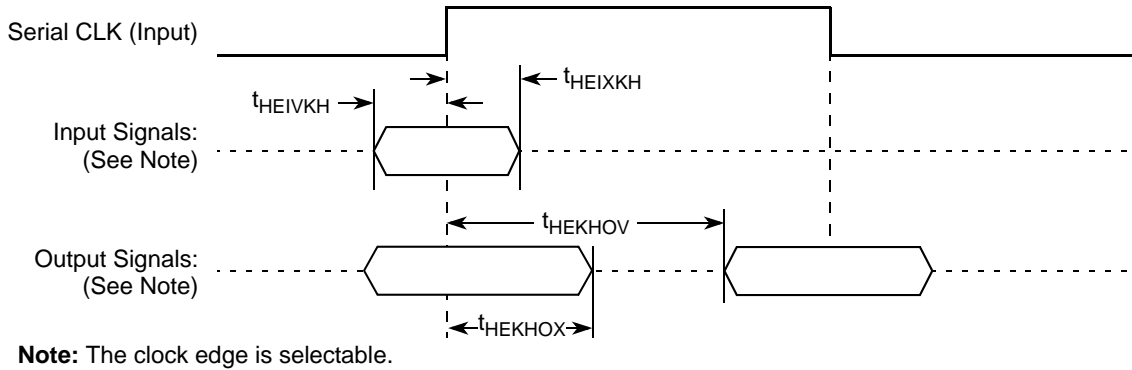 Serial CLK (Input)
tHEIXKH
tHEIVKH
Input Signals:
(See Note)
tHEKHOV
Output Signals:
(See Note)
tHEKHOX
Note: The clock edge is selectable.